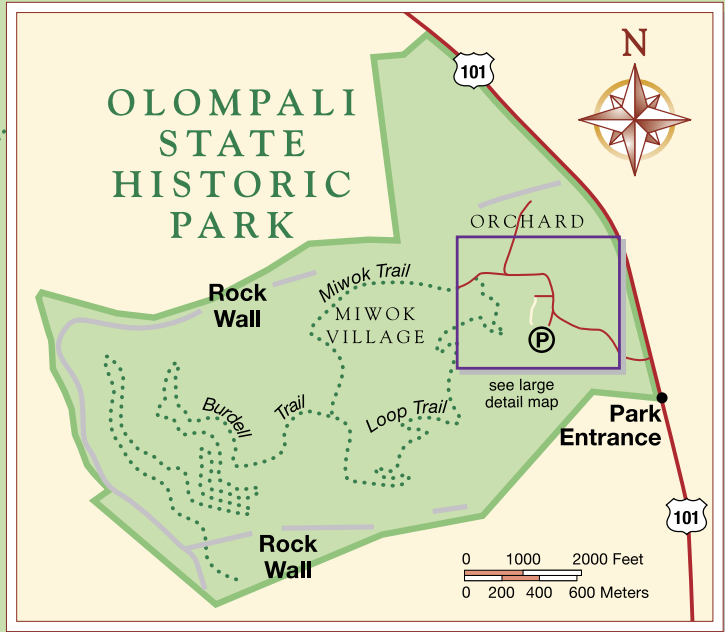 N
101
OLOMPALI
STATE
HISTORIC
PARK
ORCHARD
Miwok Trail
Rock
Wall
MIWOK
VILLAGE
P
see large
detail map
Burdell Trail
Loop Trail
Park
Entrance
101
Rock
Wall
0 1000 2000 Feet
0 200 400 600 Meters